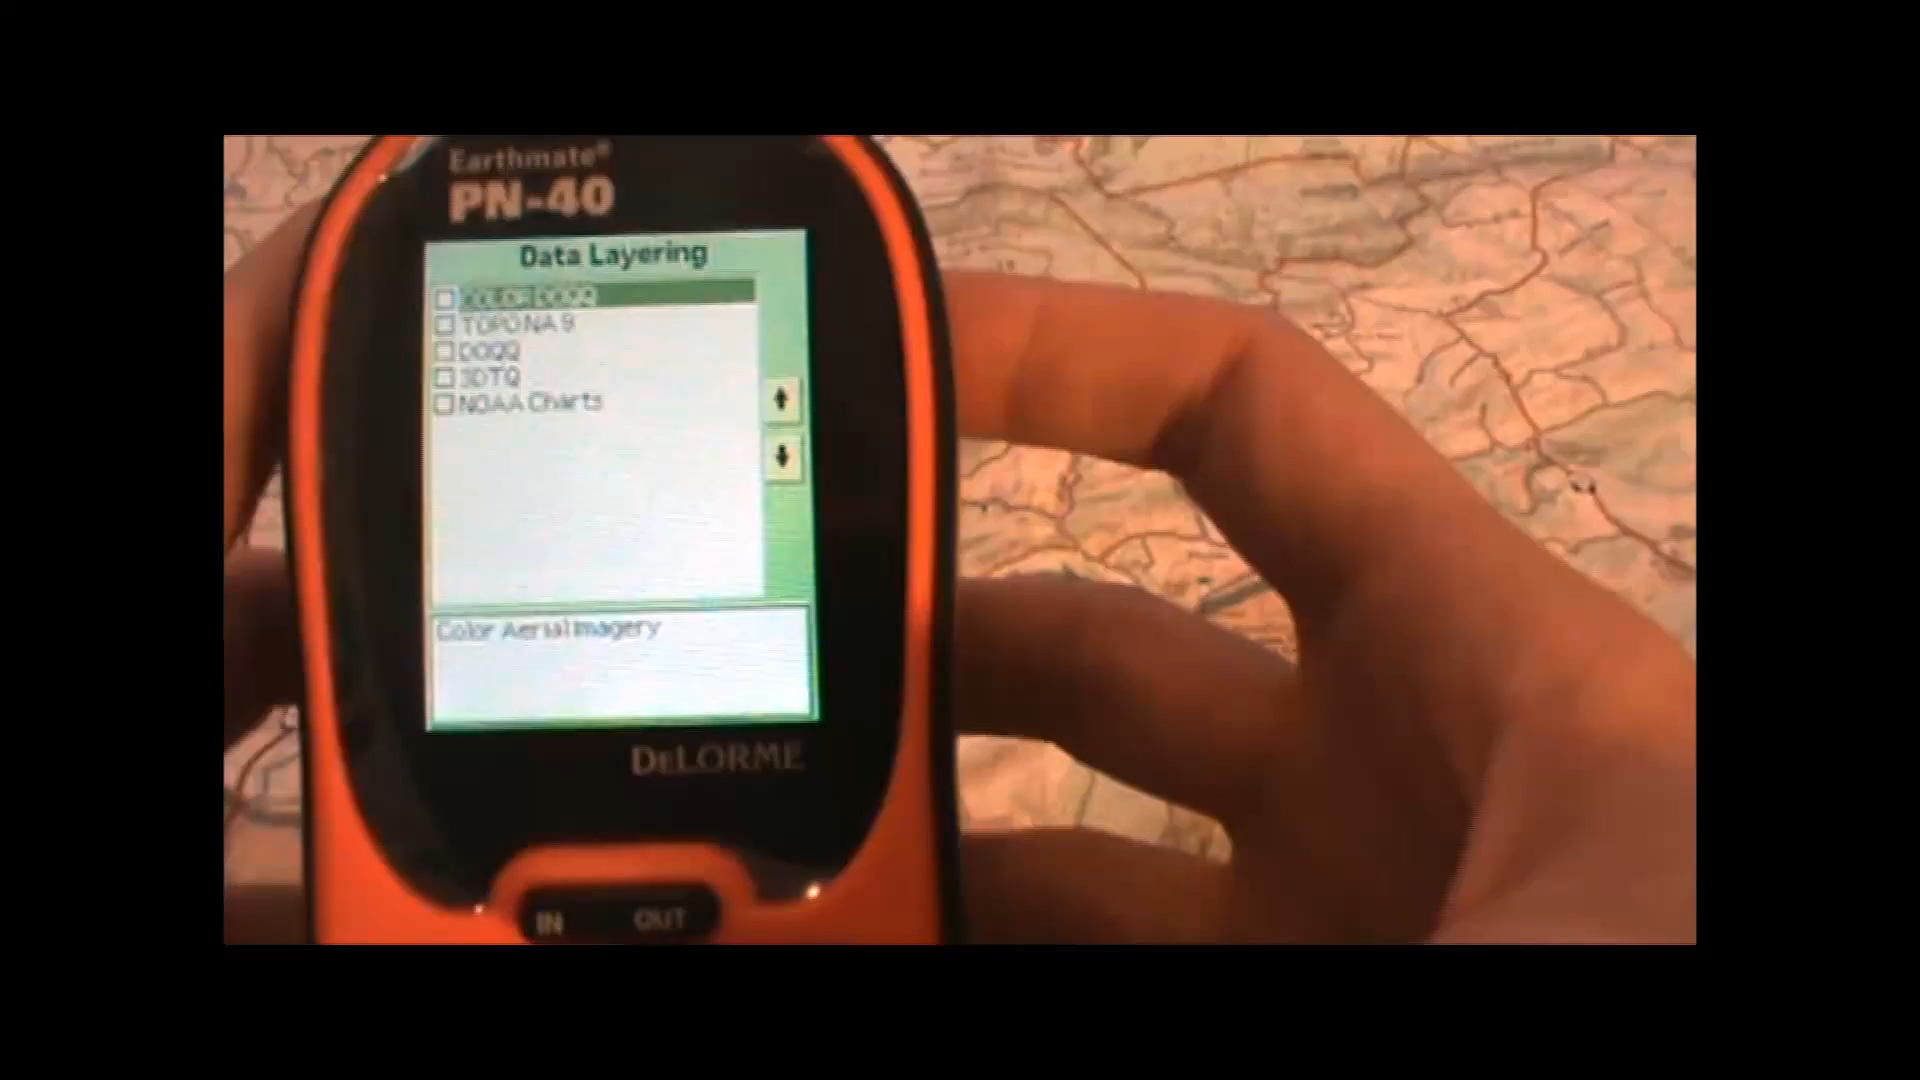 Earthmate®
PN-40
Data Layering
COLOR DOQQ
TOPO NA 9
DOQQ
3DTQ
NOAA Charts
Color Aerial Imagery
DELORME
IN OUT